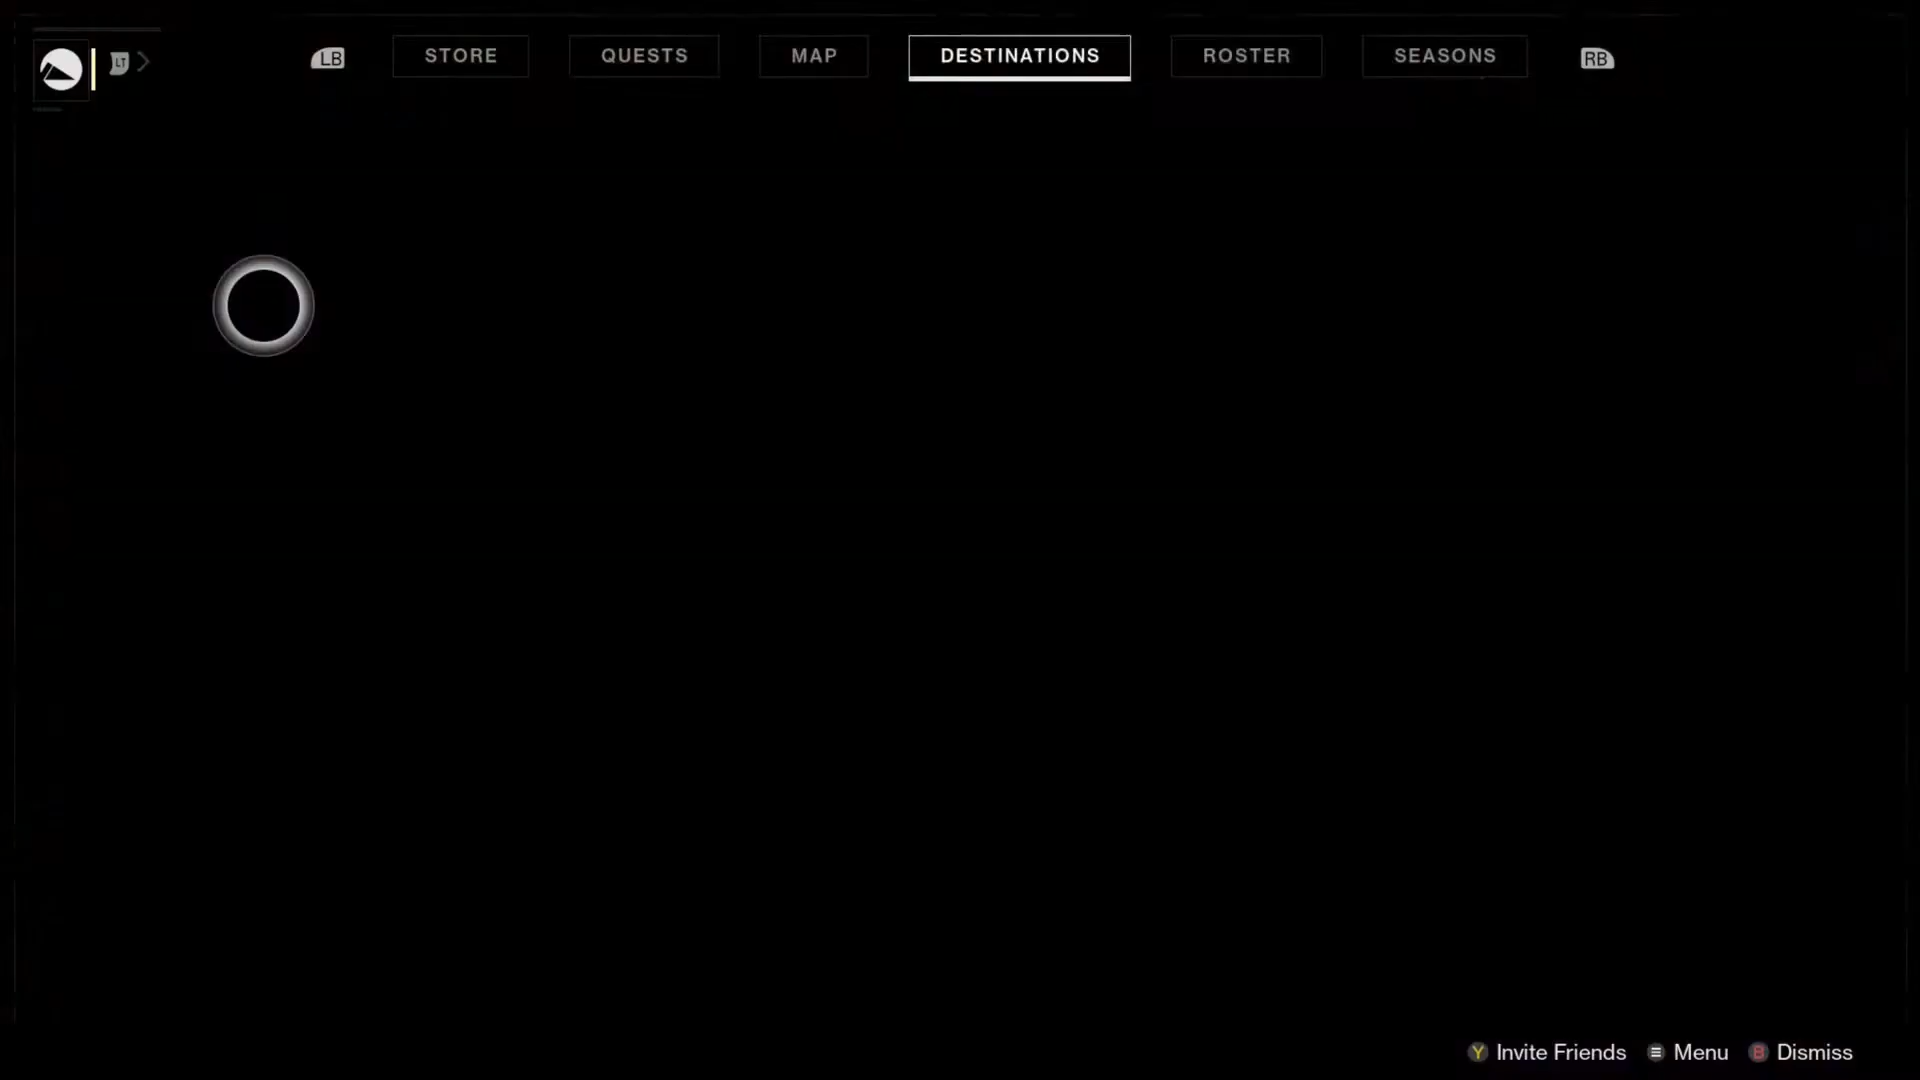 LT
LB
STORE
QUESTS
MAP
DESTINATIONS
ROSTER
SEASONS
RB
Y Invite Friends
Menu
B Dismiss